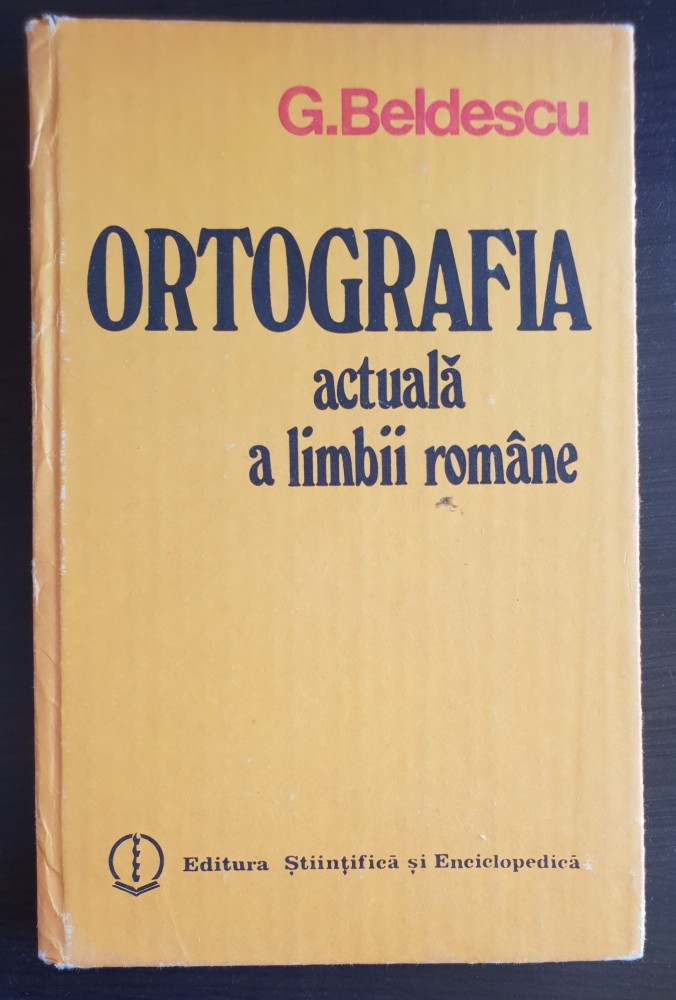 G.Beldescu
ORTOGRAFIA
actuală
a limbii române
Editura Ştiinţifică şi Enciclopedică